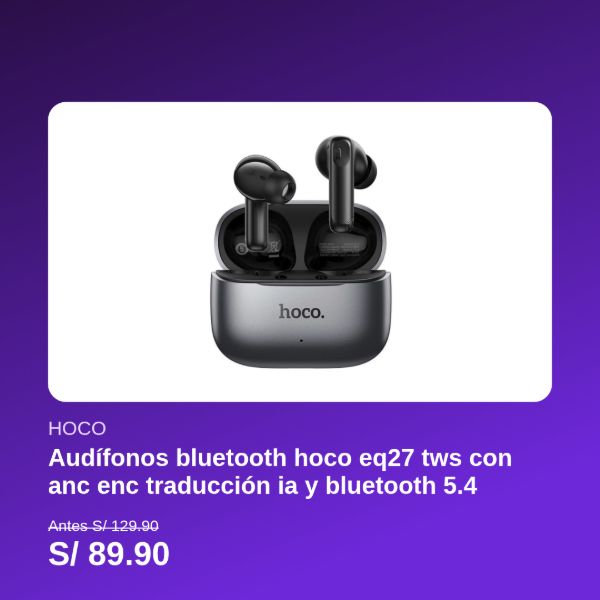 hoco.
HOCO
Audífonos bluetooth hoco eq27 tws con
anc enc traducción ia y bluetooth 5.4
Antes S/ 129.90
S/ 89.90